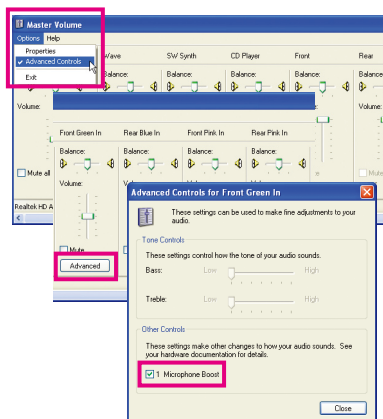 Master Volume
Options Help
Properties
Advanced Controls
Exit
Wave SW Synth CD Player Front Rear
Balance: Balance: Balance: Balance: Balance:
Volume: Volume:
Mute all Mute
Realtek HD A
Front Green In Rear Blue In Front Pink In Rear Pink In
Balance: Balance: Balance: Balance:
Volume:
Mute
Advanced
Advanced Controls for Front Green In
These settings can be used to make fine adjustments to your
audio.
Tone Controls
These settings control how the tone of your audio sounds.
Bass: Low High
Treble: Low High
Other Controls
These settings make other changes to how your audio sounds. See
your hardware documentation for details.
1 Microphone Boost
Close